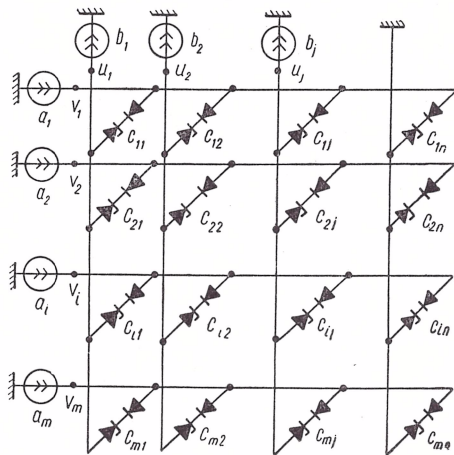 b₁ b₂ bⱼ
u₁ u₂ uⱼ
a₁ v₁ C₁₁ C₁₂ C₁ⱼ C₁ₙ
a₂ v₂ C₂₁ C₂₂ C₂ⱼ C₂ₙ
aᵢ vᵢ Cᵢ₁ Cᵢ₂ Cᵢⱼ Cᵢₙ
aₘ vₘ Cₘ₁ Cₘ₂ Cₘⱼ Cₘₙ